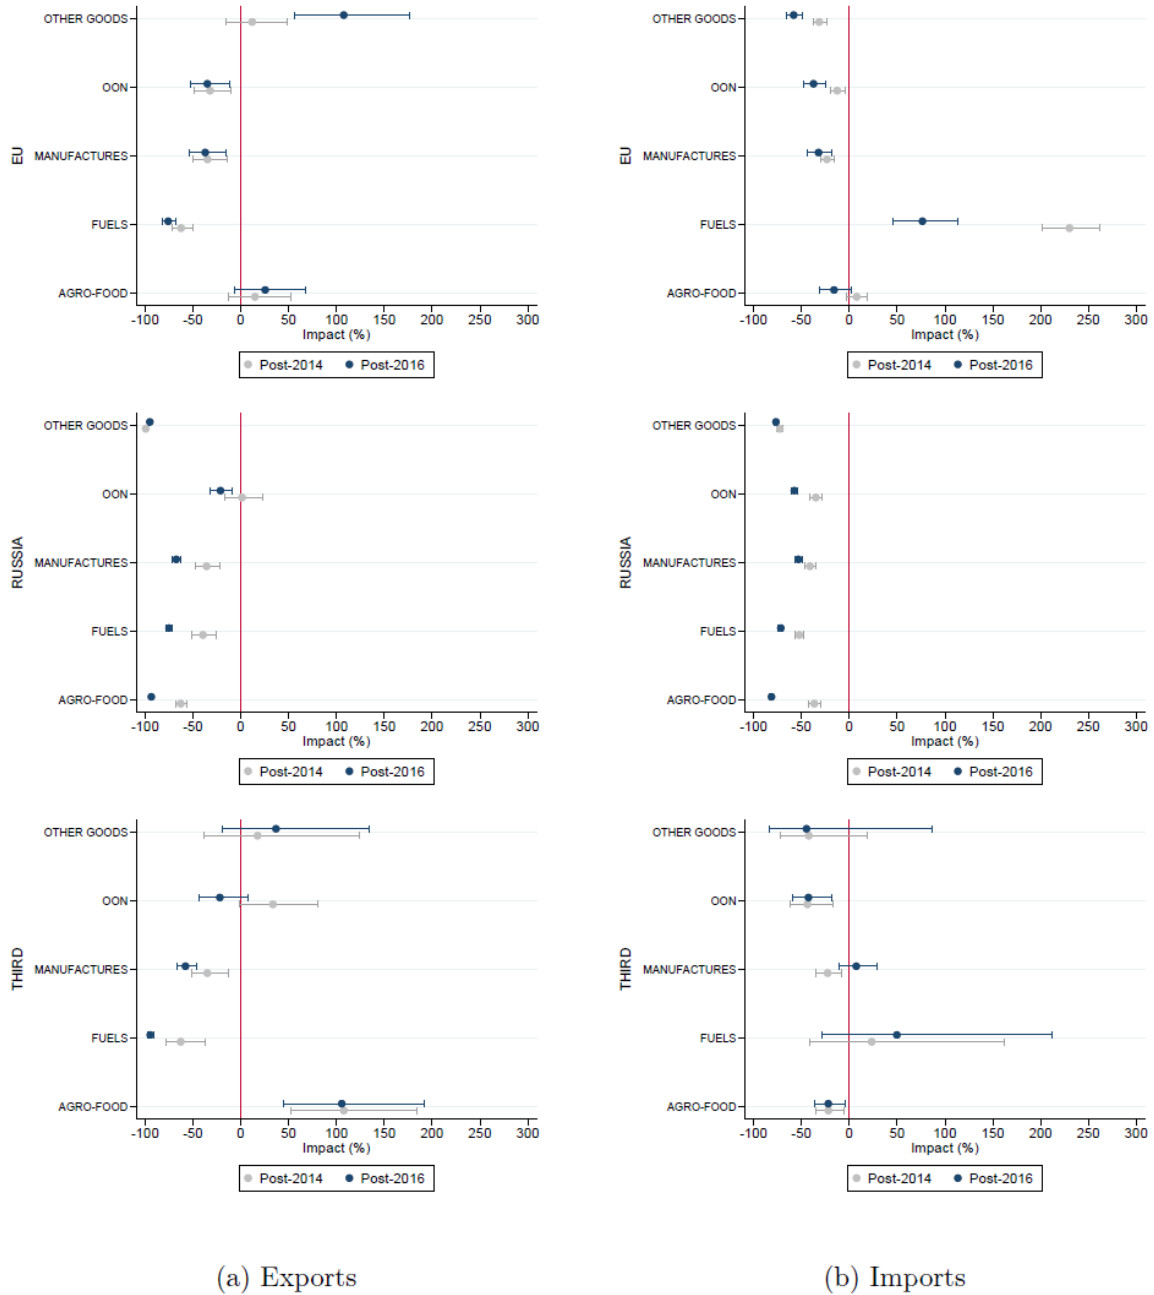 OTHER GOODS
OON
MANUFACTURES
FUELS
AGRO-FOOD
EU
-100 -50 0 50 100 150 200 250 300
Impact (%)
Post-2014 Post-2016
OTHER GOODS
OON
MANUFACTURES
FUELS
AGRO-FOOD
EU
-100 -50 0 50 100 150 200 250 300
Impact (%)
Post-2014 Post-2016
OTHER GOODS
OON
MANUFACTURES
FUELS
AGRO-FOOD
RUSSIA
-100 -50 0 50 100 150 200 250 300
Impact (%)
Post-2014 Post-2016
OTHER GOODS
OON
MANUFACTURES
FUELS
AGRO-FOOD
RUSSIA
-100 -50 0 50 100 150 200 250 300
Impact (%)
Post-2014 Post-2016
OTHER GOODS
OON
MANUFACTURES
FUELS
AGRO-FOOD
THIRD
-100 -50 0 50 100 150 200 250 300
Impact (%)
Post-2014 Post-2016
OTHER GOODS
OON
MANUFACTURES
FUELS
AGRO-FOOD
THIRD
-100 -50 0 50 100 150 200 250 300
Impact (%)
Post-2014 Post-2016
(a) Exports
(b) Imports